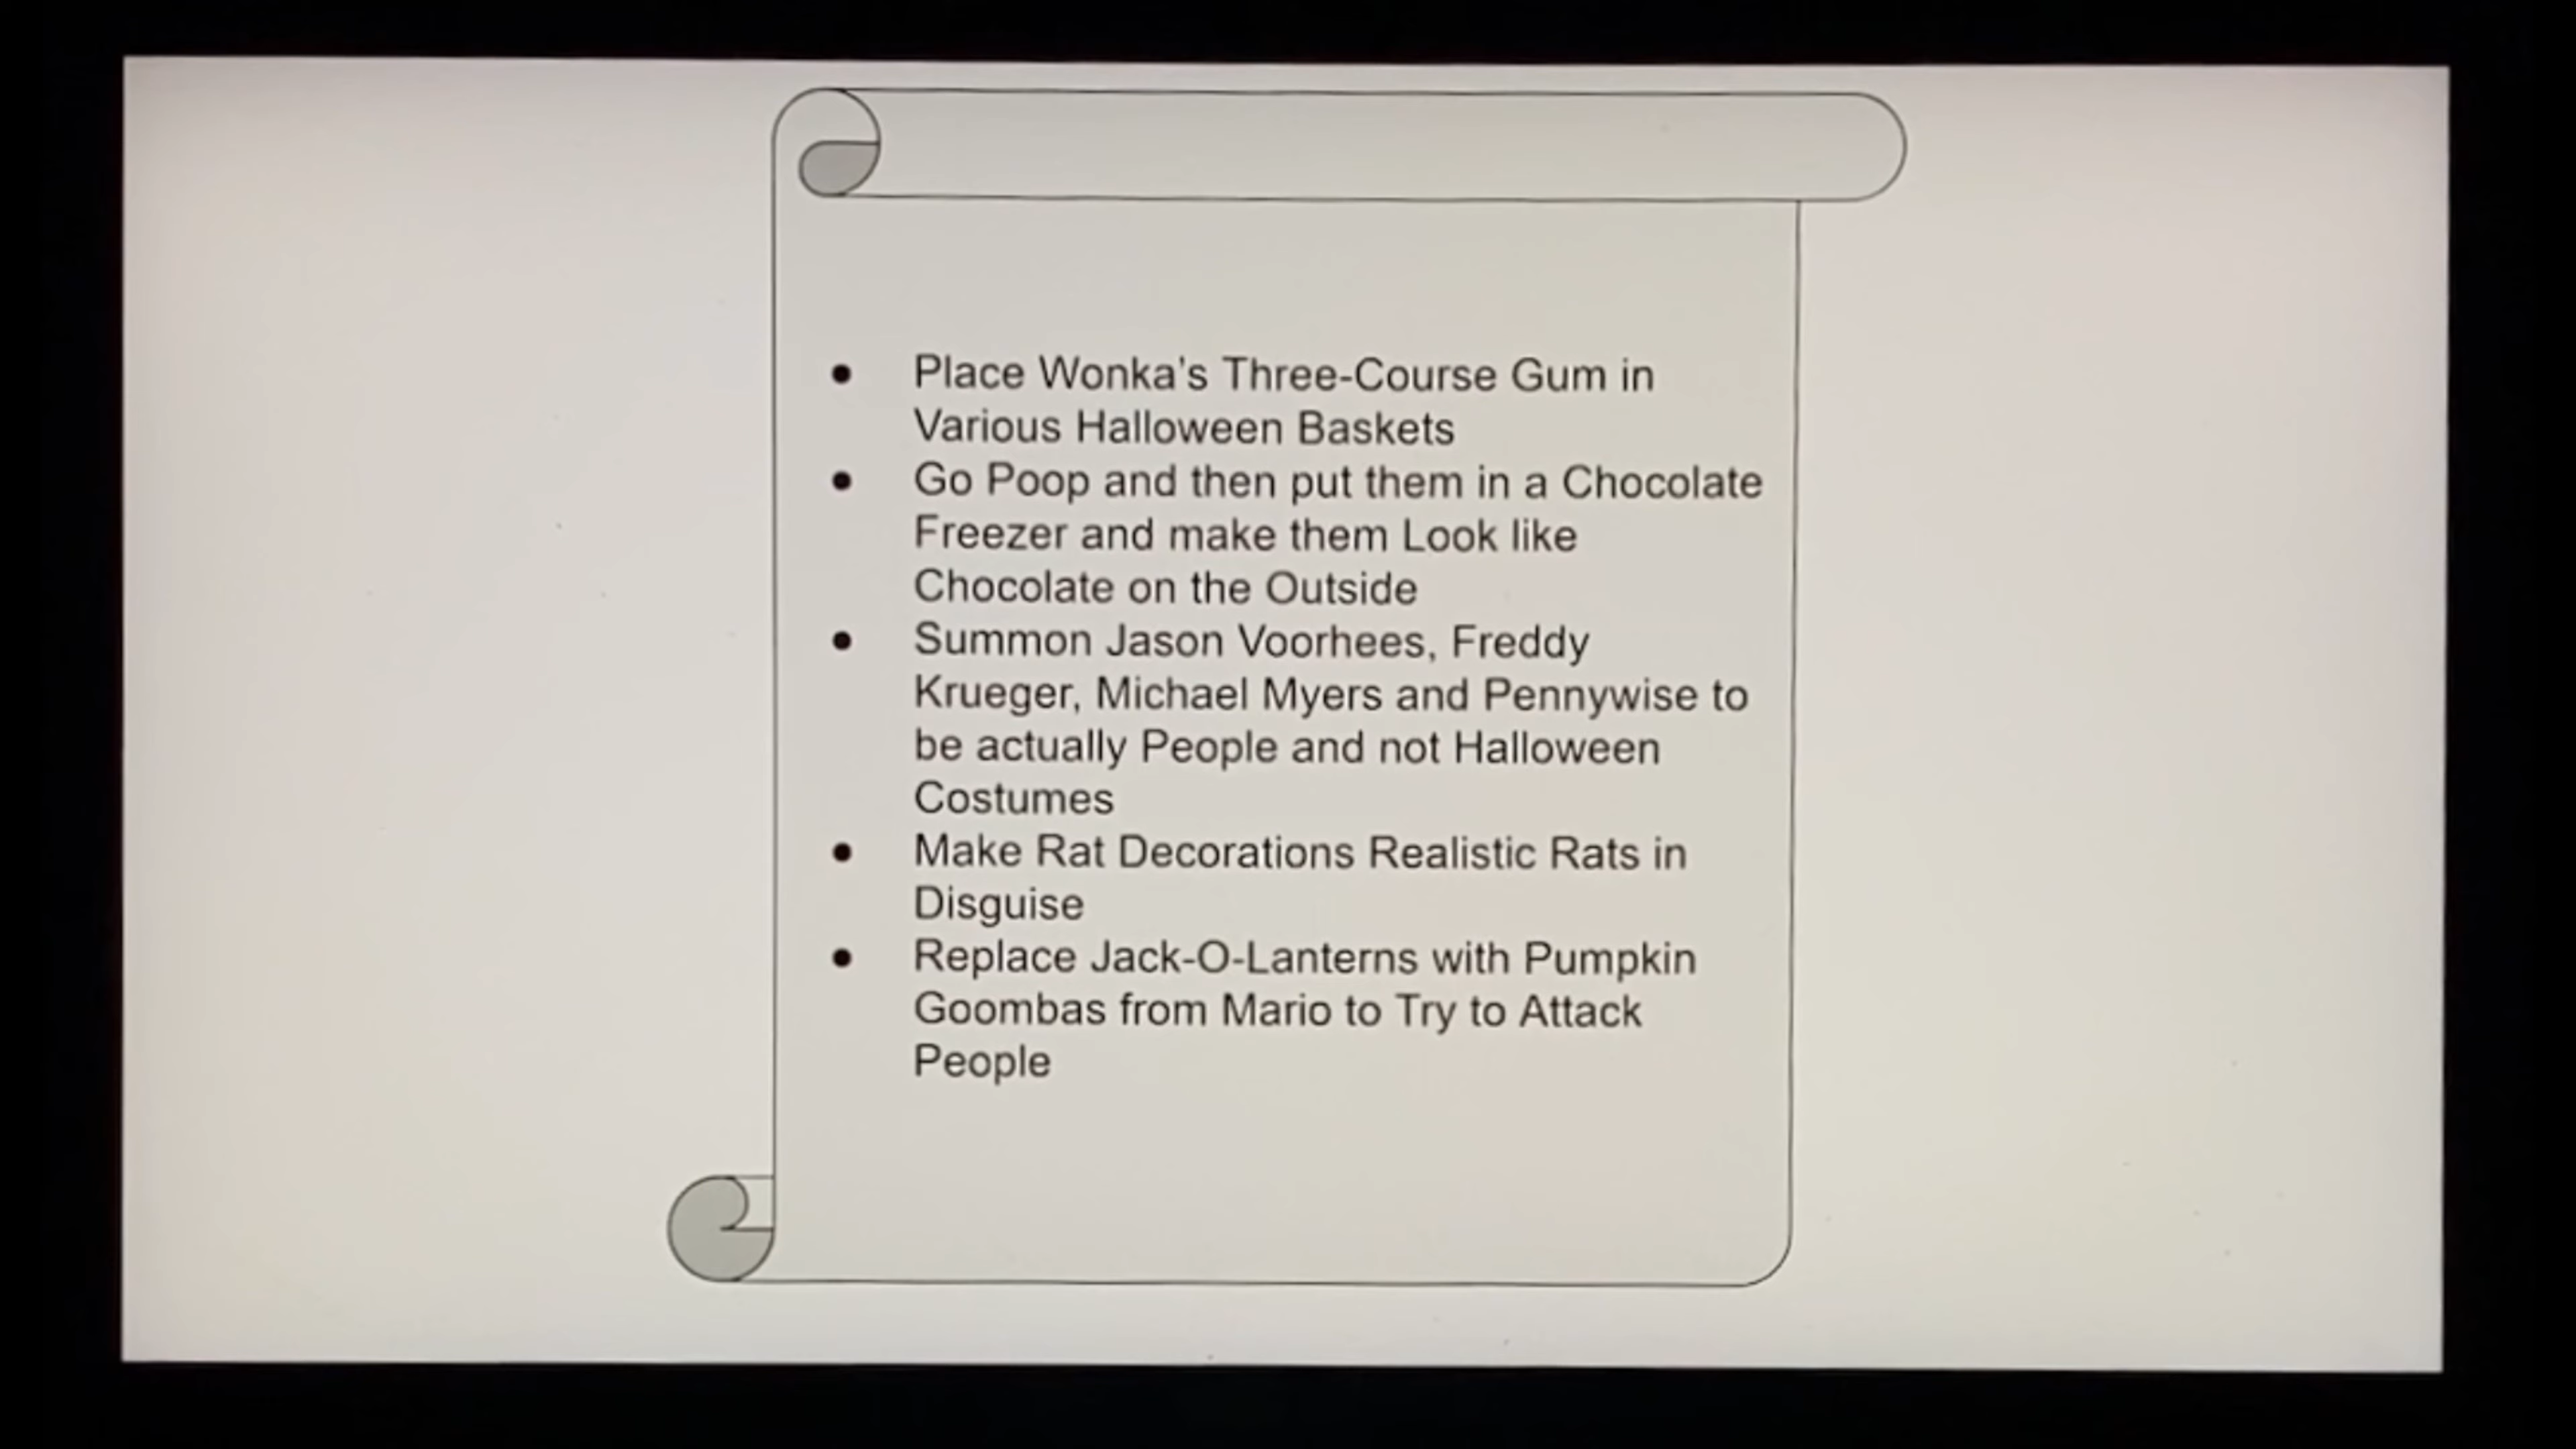 ● Place Wonka's Three-Course Gum in
Various Halloween Baskets
● Go Poop and then put them in a Chocolate
Freezer and make them Look like
Chocolate on the Outside
● Summon Jason Voorhees, Freddy
Krueger, Michael Myers and Pennywise to
be actually People and not Halloween
Costumes
● Make Rat Decorations Realistic Rats in
Disguise
● Replace Jack-O-Lanterns with Pumpkin
Goombas from Mario to Try to Attack
People